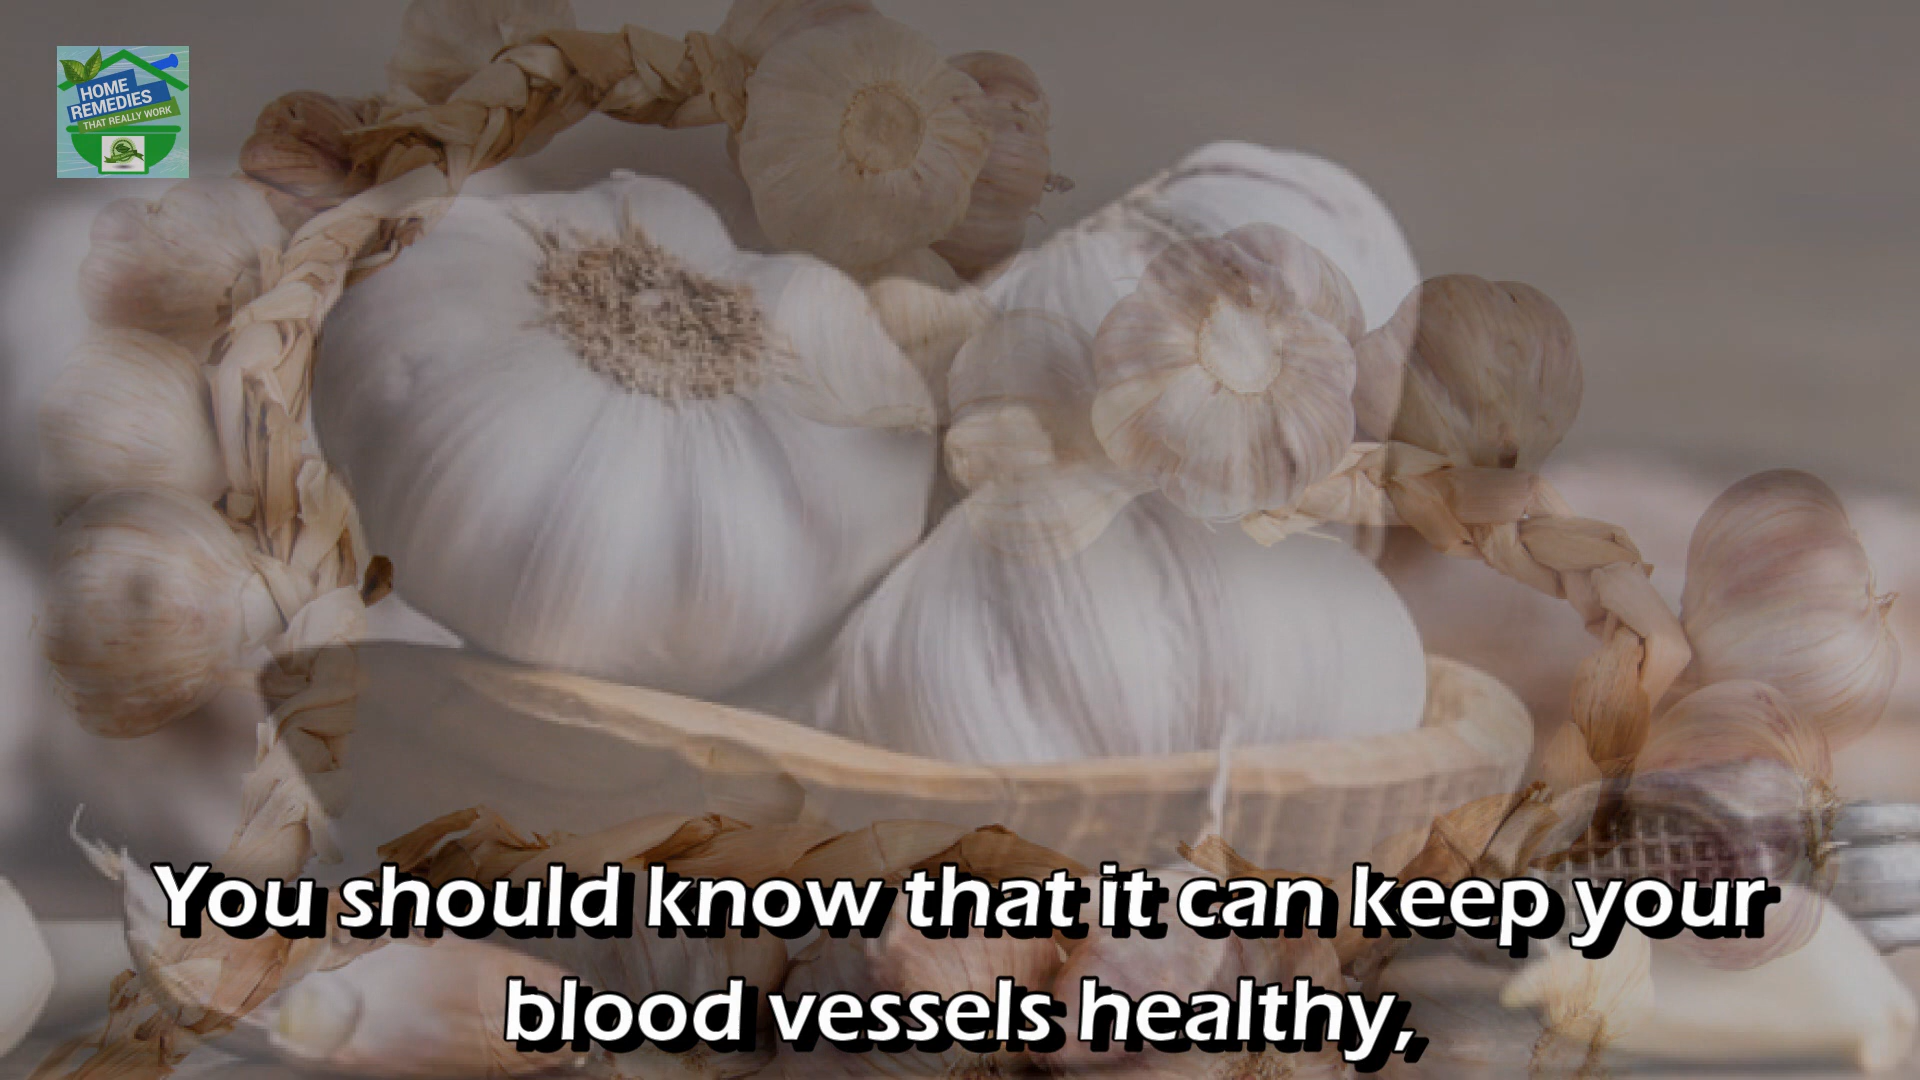 HOME
REMEDIES
THAT REALLY WORK
You should know that it can keep your
blood vessels healthy,